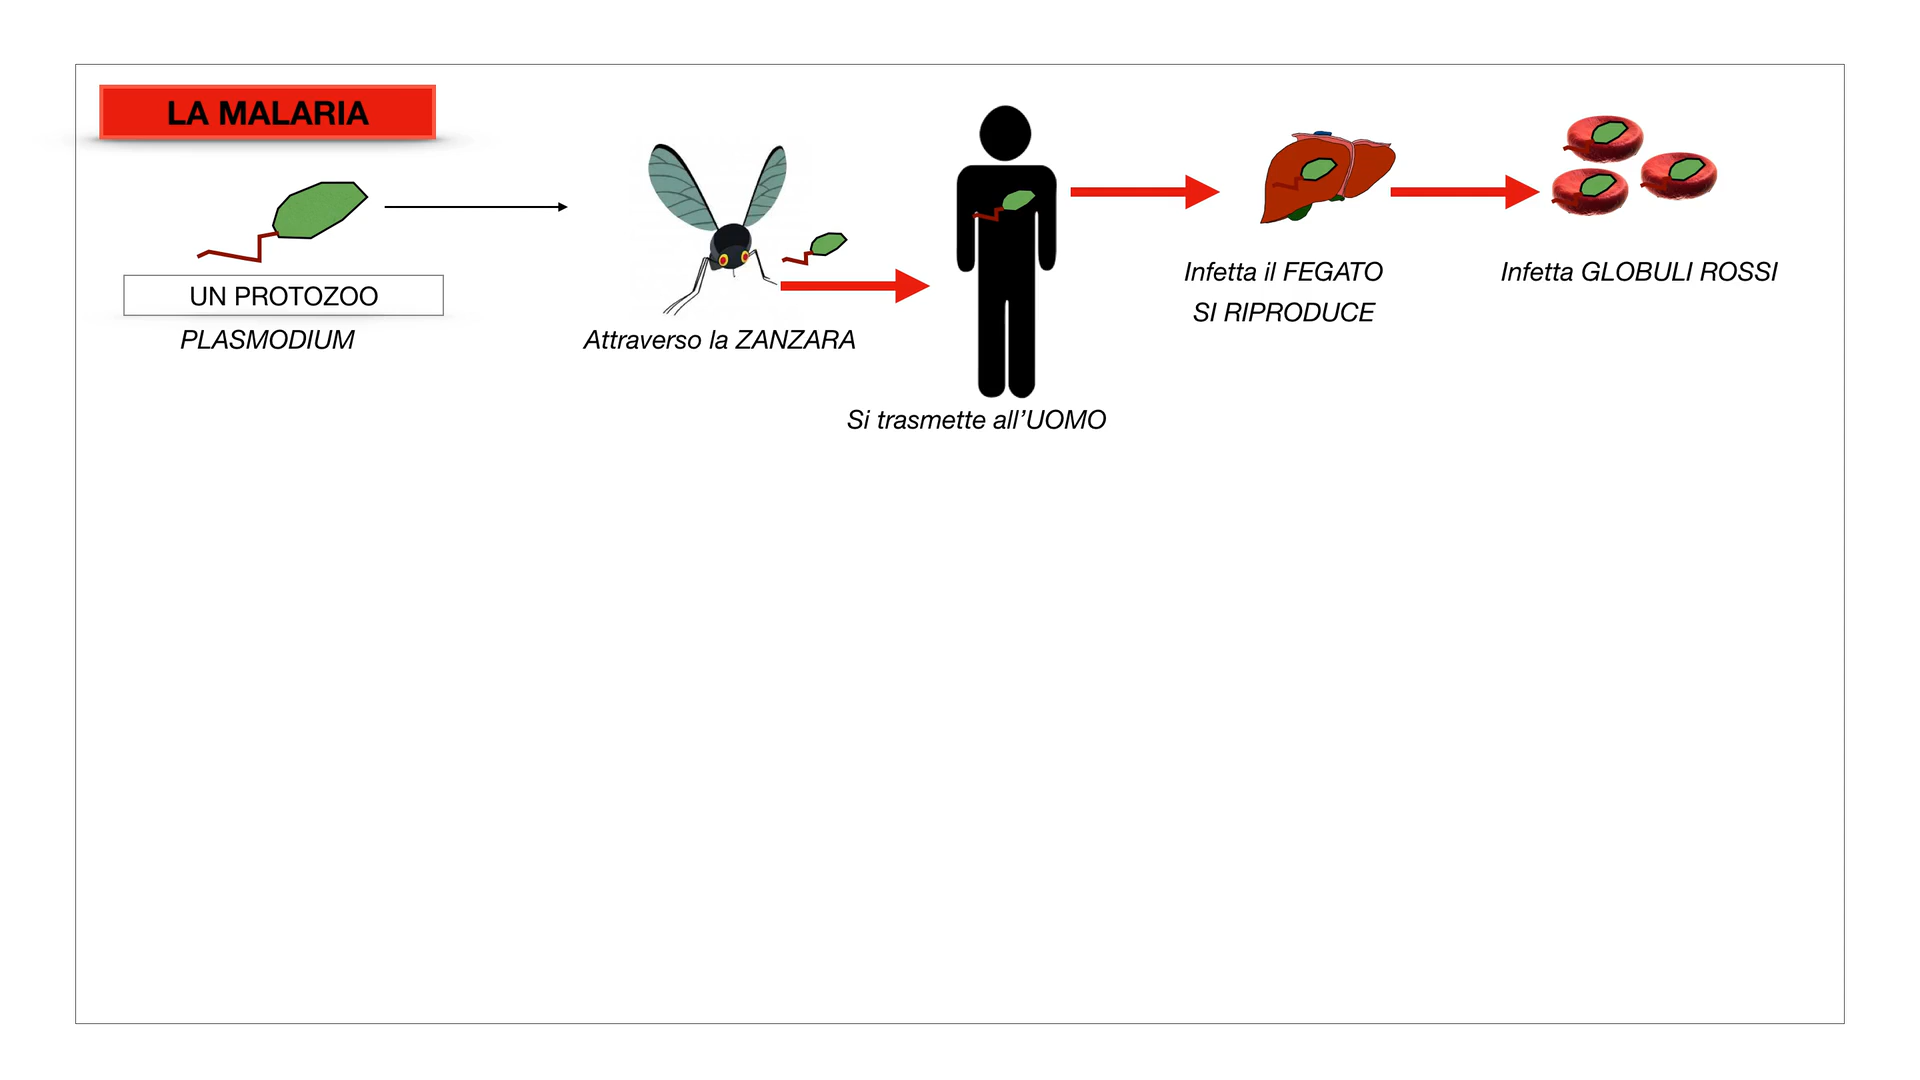 LA MALARIA
UN PROTOZOO
PLASMODIUM
Attraverso la ZANZARA
Si trasmette all’UOMO
Infetta il FEGATO
SI RIPRODUCE
Infetta GLOBULI ROSSI